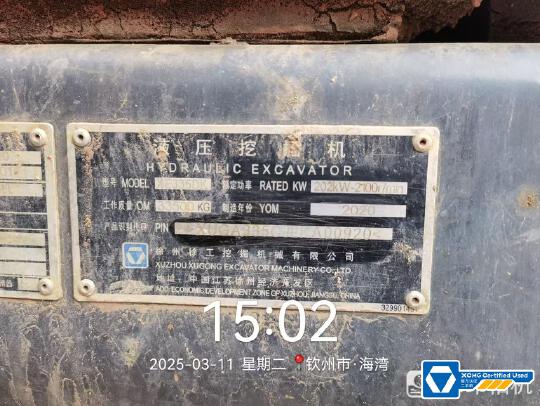 液压挖掘机
HYDRAULIC EXCAVATOR
型号 MODEL 额定功率 RATED KW 202kW-2100r/min
工作质量 OM KG 制造年份 YOM 2020
产品识别代码 PIN
徐州徐工挖掘机械有限公司
XUZHOU XUGONG EXCAVATOR MACHINERY CO., LTD.
地址:中国江苏徐州经济开发区
ADD: ECONOMIC DEVELOPMENT ZONE OF XUZHOU, JIANGSU, CHINA
15:02
2025-03-11 星期二 钦州市·海湾
XCMG Certified Used